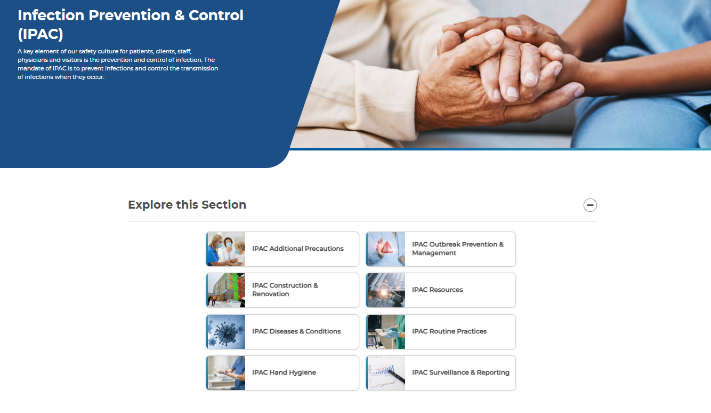 Infection Prevention & Control
(IPAC)
A key element of our safety culture for patients, clients, staff,
physicians and visitors is the prevention and control of infection. The
mandate of IPAC is to prevent infections and control the transmission
of infections when they occur.
Explore this Section
IPAC Additional Precautions
IPAC Outbreak Prevention &
Management
IPAC Construction &
Renovation
IPAC Resources
IPAC Diseases & Conditions
IPAC Routine Practices
IPAC Hand Hygiene
IPAC Surveillance & Reporting